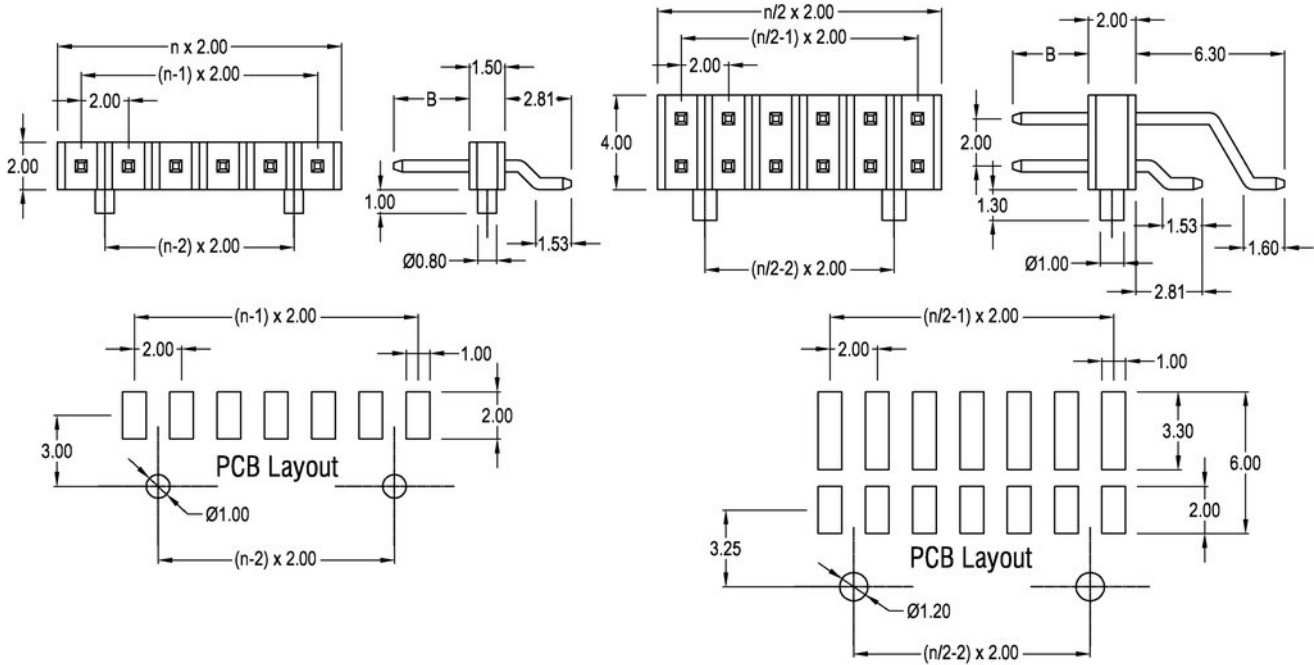 n x 2.00
(n-1) x 2.00
2.00
2.00
(n-2) x 2.00
1.50
B
2.81
1.00
1.53
Ø0.80
n/2 x 2.00
(n/2-1) x 2.00
2.00
4.00
(n/2-2) x 2.00
2.00
B
6.30
2.00
1.30
1.53
Ø1.00
1.60
2.81
(n-1) x 2.00
2.00
1.00
2.00
3.00
PCB Layout
Ø1.00
(n-2) x 2.00
(n/2-1) x 2.00
2.00
1.00
3.30
6.00
2.00
3.25
PCB Layout
Ø1.20
(n/2-2) x 2.00